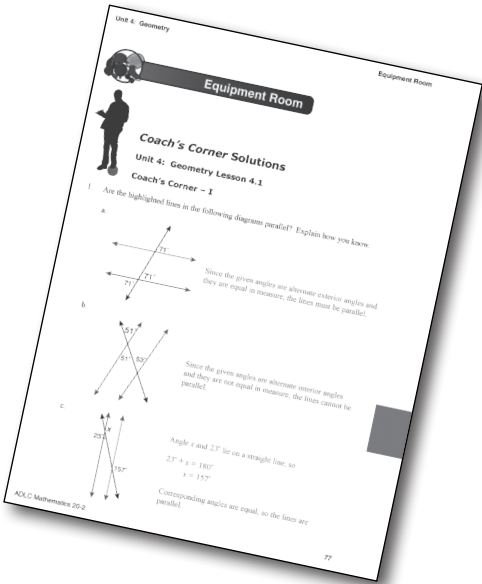 Unit 4: Geometry
Equipment Room
Equipment Room
Coach's Corner Solutions
Unit 4: Geometry Lesson 4.1
Coach's Corner – I
1. Are the highlighted lines in the following diagrams parallel? Explain how you know.
a.
71°
71°
71°
Since the given angles are alternate exterior angles and
they are equal in measure, the lines must be parallel.
b.
51°
51°
53°
Since the given angles are alternate interior angles
and they are not equal in measure, the lines cannot be
parallel.
c.
x
23°
157°
Angle x and 23° lie on a straight line, so
23° + x = 180°
x = 157°
Corresponding angles are equal, so the lines are
parallel.
ADLC Mathematics 20-2
77